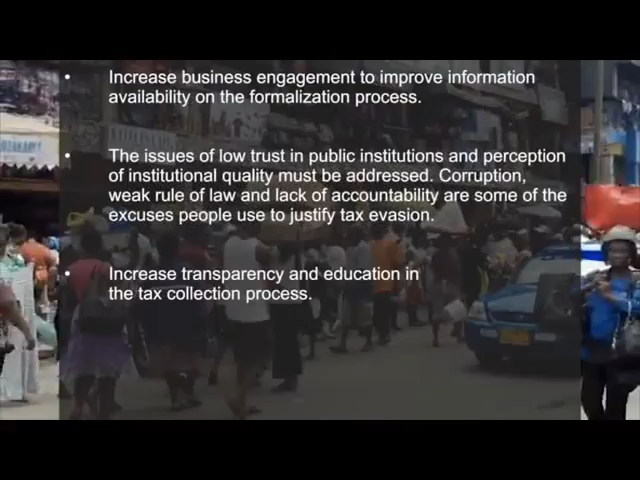 • Increase business engagement to improve information
availability on the formalization process.
• The issues of low trust in public institutions and perception
of institutional quality must be addressed. Corruption,
weak rule of law and lack of accountability are some of the
excuses people use to justify tax evasion.
• Increase transparency and education in
the tax collection process.